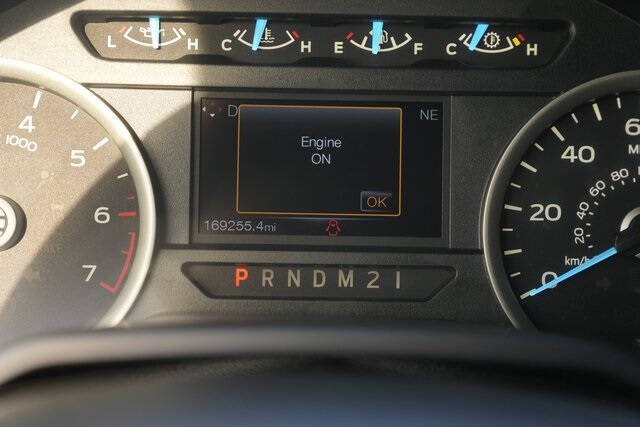 L H C H E F C H
4
1000
5
6
7
D
NE
Engine
ON
OK
169255.4mi
P R N D M 2 1
40
20
0
20
40
60
80
km/h